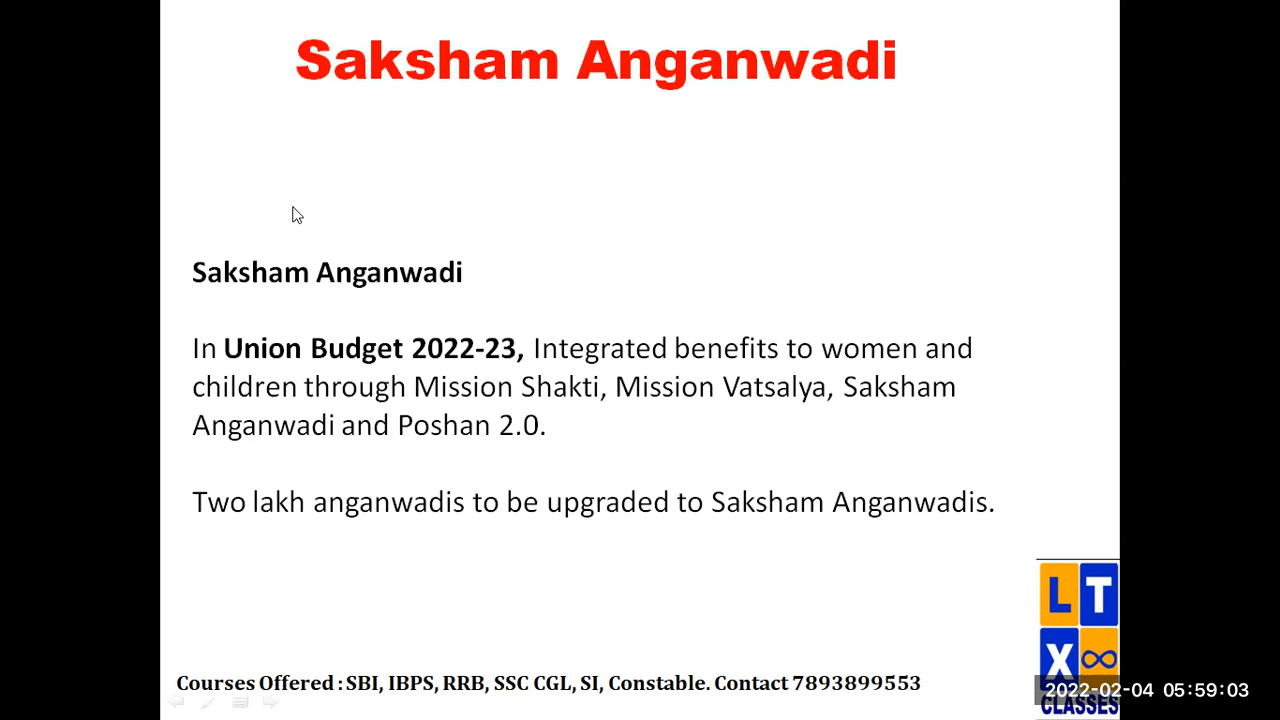 Saksham Anganwadi
Saksham Anganwadi
In Union Budget 2022-23, Integrated benefits to women and
children through Mission Shakti, Mission Vatsalya, Saksham
Anganwadi and Poshan 2.0.
Two lakh anganwadis to be upgraded to Saksham Anganwadis.
L T
X ∞
2022-02-04 05:59:03
CLASSES
Courses Offered : SBI, IBPS, RRB, SSC CGL, SI, Constable. Contact 7893899553